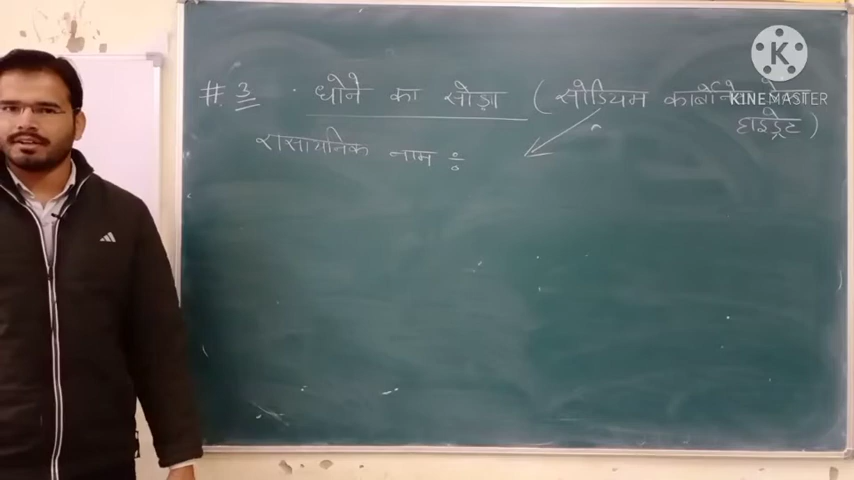 # 3 धोने का सोडा (सोडियम कार्बोनेट
हाइड्रेट)
रासायनिक नाम ÷
KINEMASTER